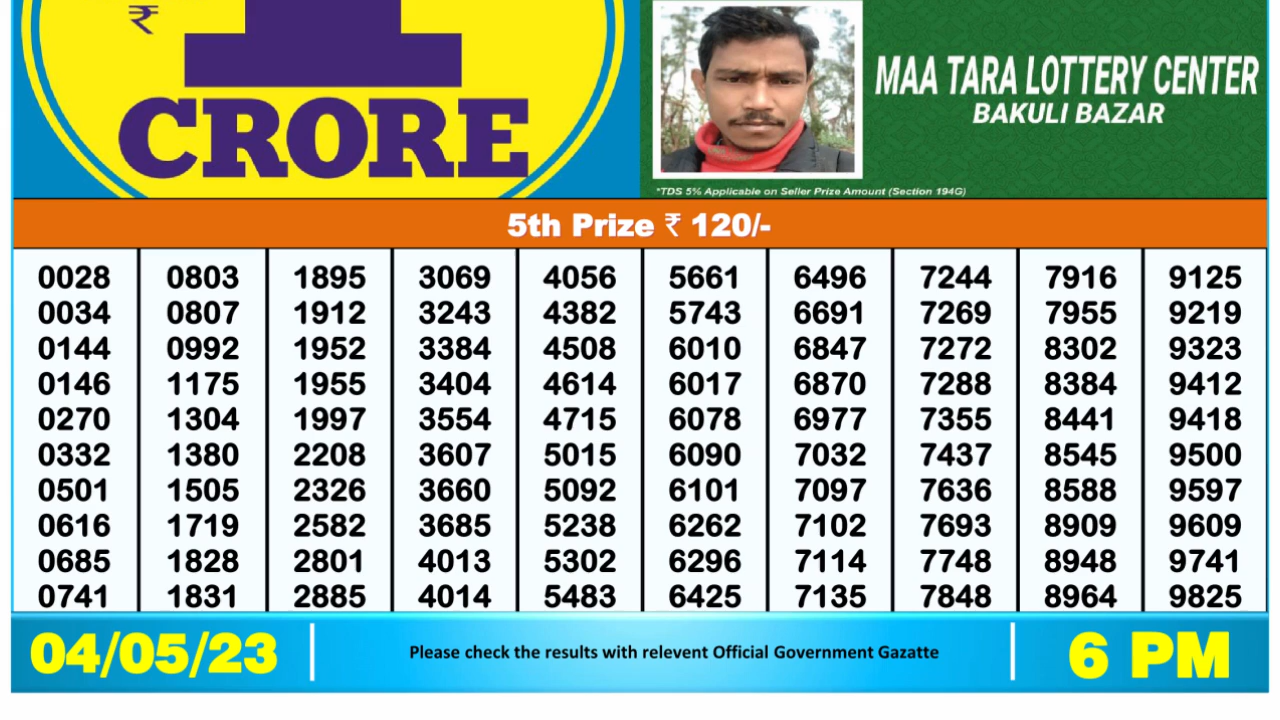 ₹ 1
CRORE
MAA TARA LOTTERY CENTER
BAKULI BAZAR
*TDS 5% Applicable on Seller Prize Amount (Section 194G)
5th Prize ₹ 120/-
0028 0803 1895 3069 4056 5661 6496 7244 7916 9125
0034 0807 1912 3243 4382 5743 6691 7269 7955 9219
0144 0992 1952 3384 4508 6010 6847 7272 8302 9323
0146 1175 1955 3404 4614 6017 6870 7288 8384 9412
0270 1304 1997 3554 4715 6078 6977 7355 8441 9418
0332 1380 2208 3607 5015 6090 7032 7437 8545 9500
0501 1505 2326 3660 5092 6101 7097 7636 8588 9597
0616 1719 2582 3685 5238 6262 7102 7693 8909 9609
0685 1828 2801 4013 5302 6296 7114 7748 8948 9741
0741 1831 2885 4014 5483 6425 7135 7848 8964 9825
04/05/23 Please check the results with relevent Official Government Gazatte 6 PM